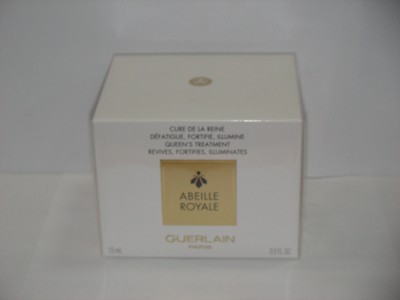 CURE DE LA REINE
DÉFATIGUE, FORTIFIE, ILLUMINE
QUEEN'S TREATMENT
REVIVES, FORTIFIES, ILLUMINATES
ABEILLE
ROYALE
GUERLAIN
PARIS